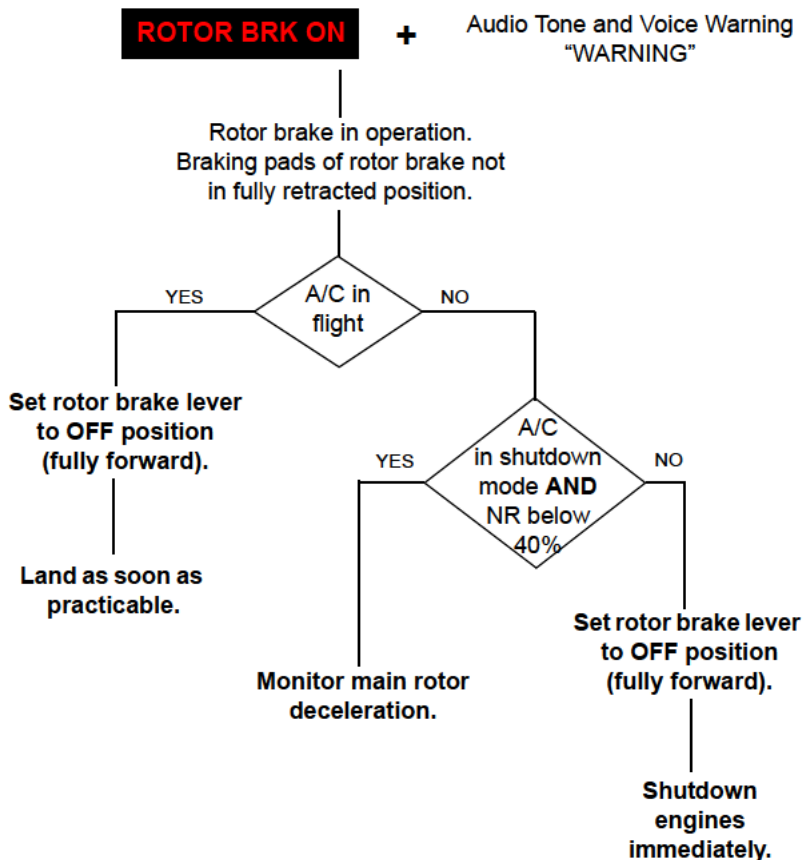 ROTOR BRK ON + Audio Tone and Voice Warning
“WARNING”
Rotor brake in operation.
Braking pads of rotor brake not
in fully retracted position.
YES
A/C in
flight
NO
Set rotor brake lever
to OFF position
(fully forward).
Land as soon as
practicable.
YES
A/C
in shutdown
mode AND
NR below
40%
NO
Monitor main rotor
deceleration.
Set rotor brake lever
to OFF position
(fully forward).
Shutdown
engines
immediately.